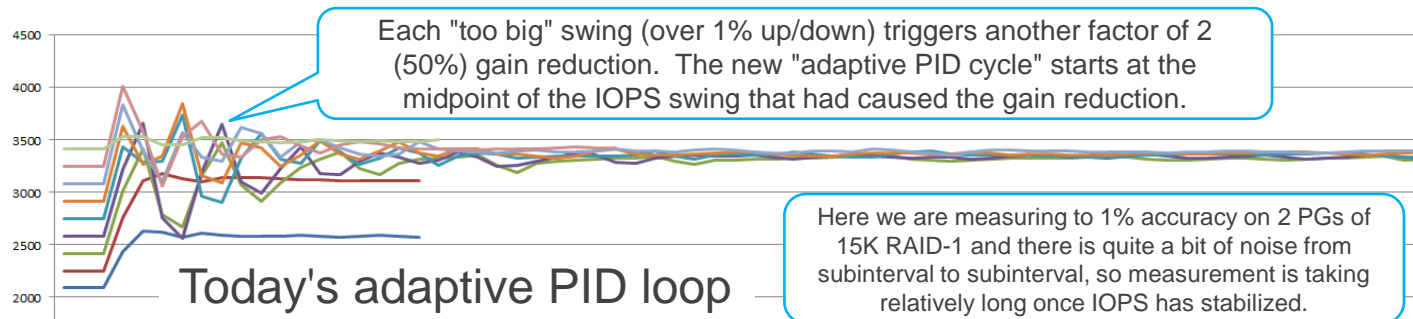 4500
4000
3500
3000
2500
2000
Each "too big" swing (over 1% up/down) triggers another factor of 2
(50%) gain reduction. The new "adaptive PID cycle" starts at the
midpoint of the IOPS swing that had caused the gain reduction.
Today's adaptive PID loop
Here we are measuring to 1% accuracy on 2 PGs of
15K RAID-1 and there is quite a bit of noise from
subinterval to subinterval, so measurement is taking
relatively long once IOPS has stabilized.